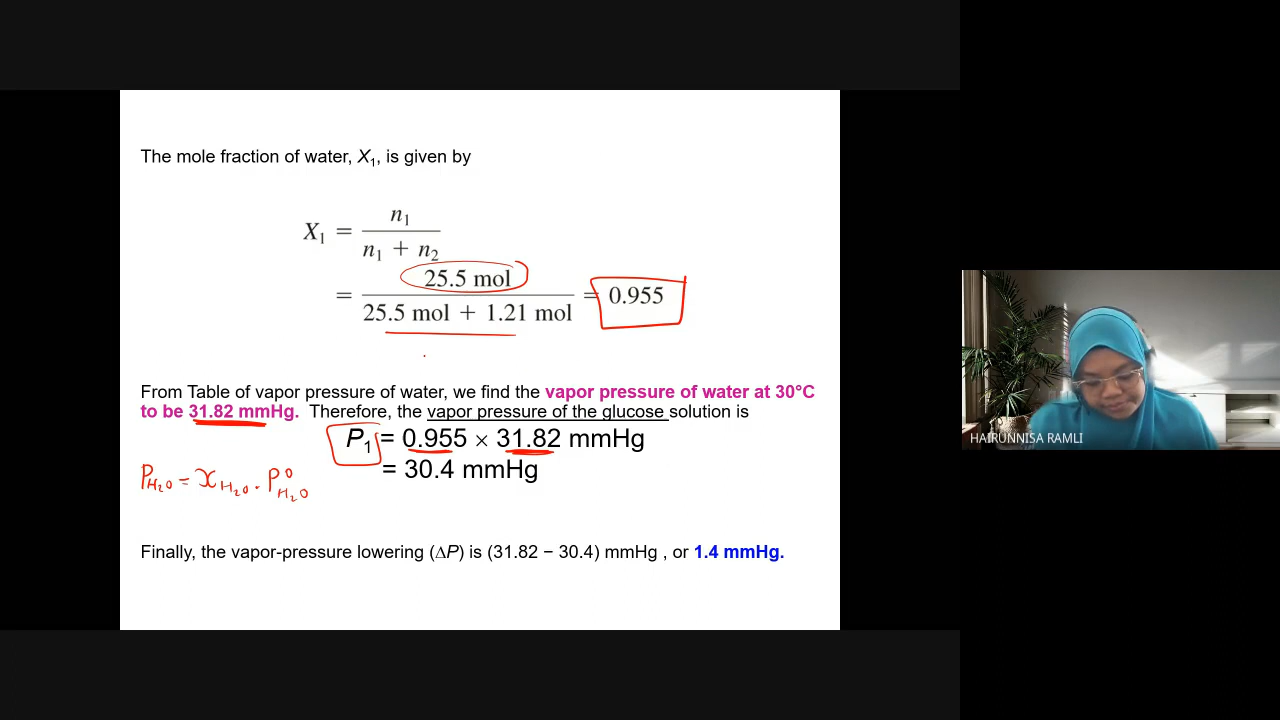 The mole fraction of water, X₁, is given by
X₁ = n₁ / (n₁ + n₂)
= 25.5 mol / (25.5 mol + 1.21 mol) = 0.955
From Table of vapor pressure of water, we find the vapor pressure of water at 30°C
to be 31.82 mmHg. Therefore, the vapor pressure of the glucose solution is
P₁ = 0.955 × 31.82 mmHg
= 30.4 mmHg
P H₂O = x H₂O · P° H₂O
Finally, the vapor-pressure lowering (ΔP) is (31.82 − 30.4) mmHg , or 1.4 mmHg.
HAIRUNNISA RAMLI